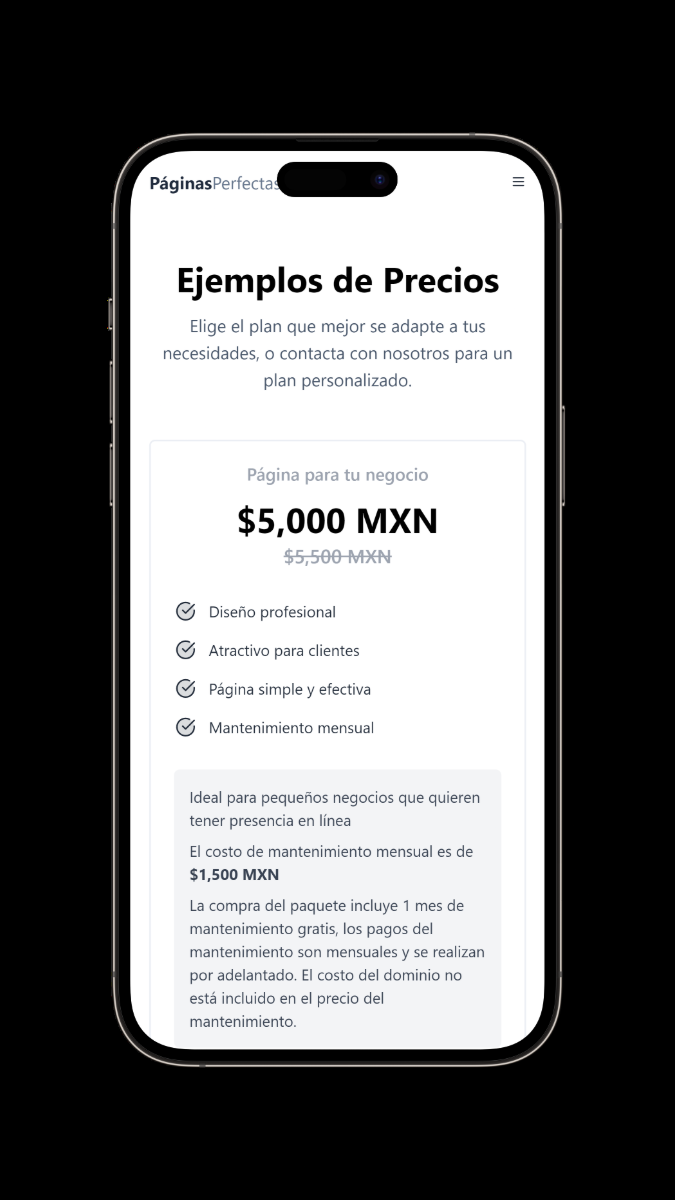 PáginasPerfectas
Ejemplos de Precios
Elige el plan que mejor se adapte a tus
necesidades, o contacta con nosotros para un
plan personalizado.
Página para tu negocio
$5,000 MXN
$5,500 MXN
Diseño profesional
Atractivo para clientes
Página simple y efectiva
Mantenimiento mensual
Ideal para pequeños negocios que quieren
tener presencia en línea
El costo de mantenimiento mensual es de
$1,500 MXN
La compra del paquete incluye 1 mes de
mantenimiento gratis, los pagos del
mantenimiento son mensuales y se realizan
por adelantado. El costo del dominio no
está incluido en el precio del
mantenimiento.